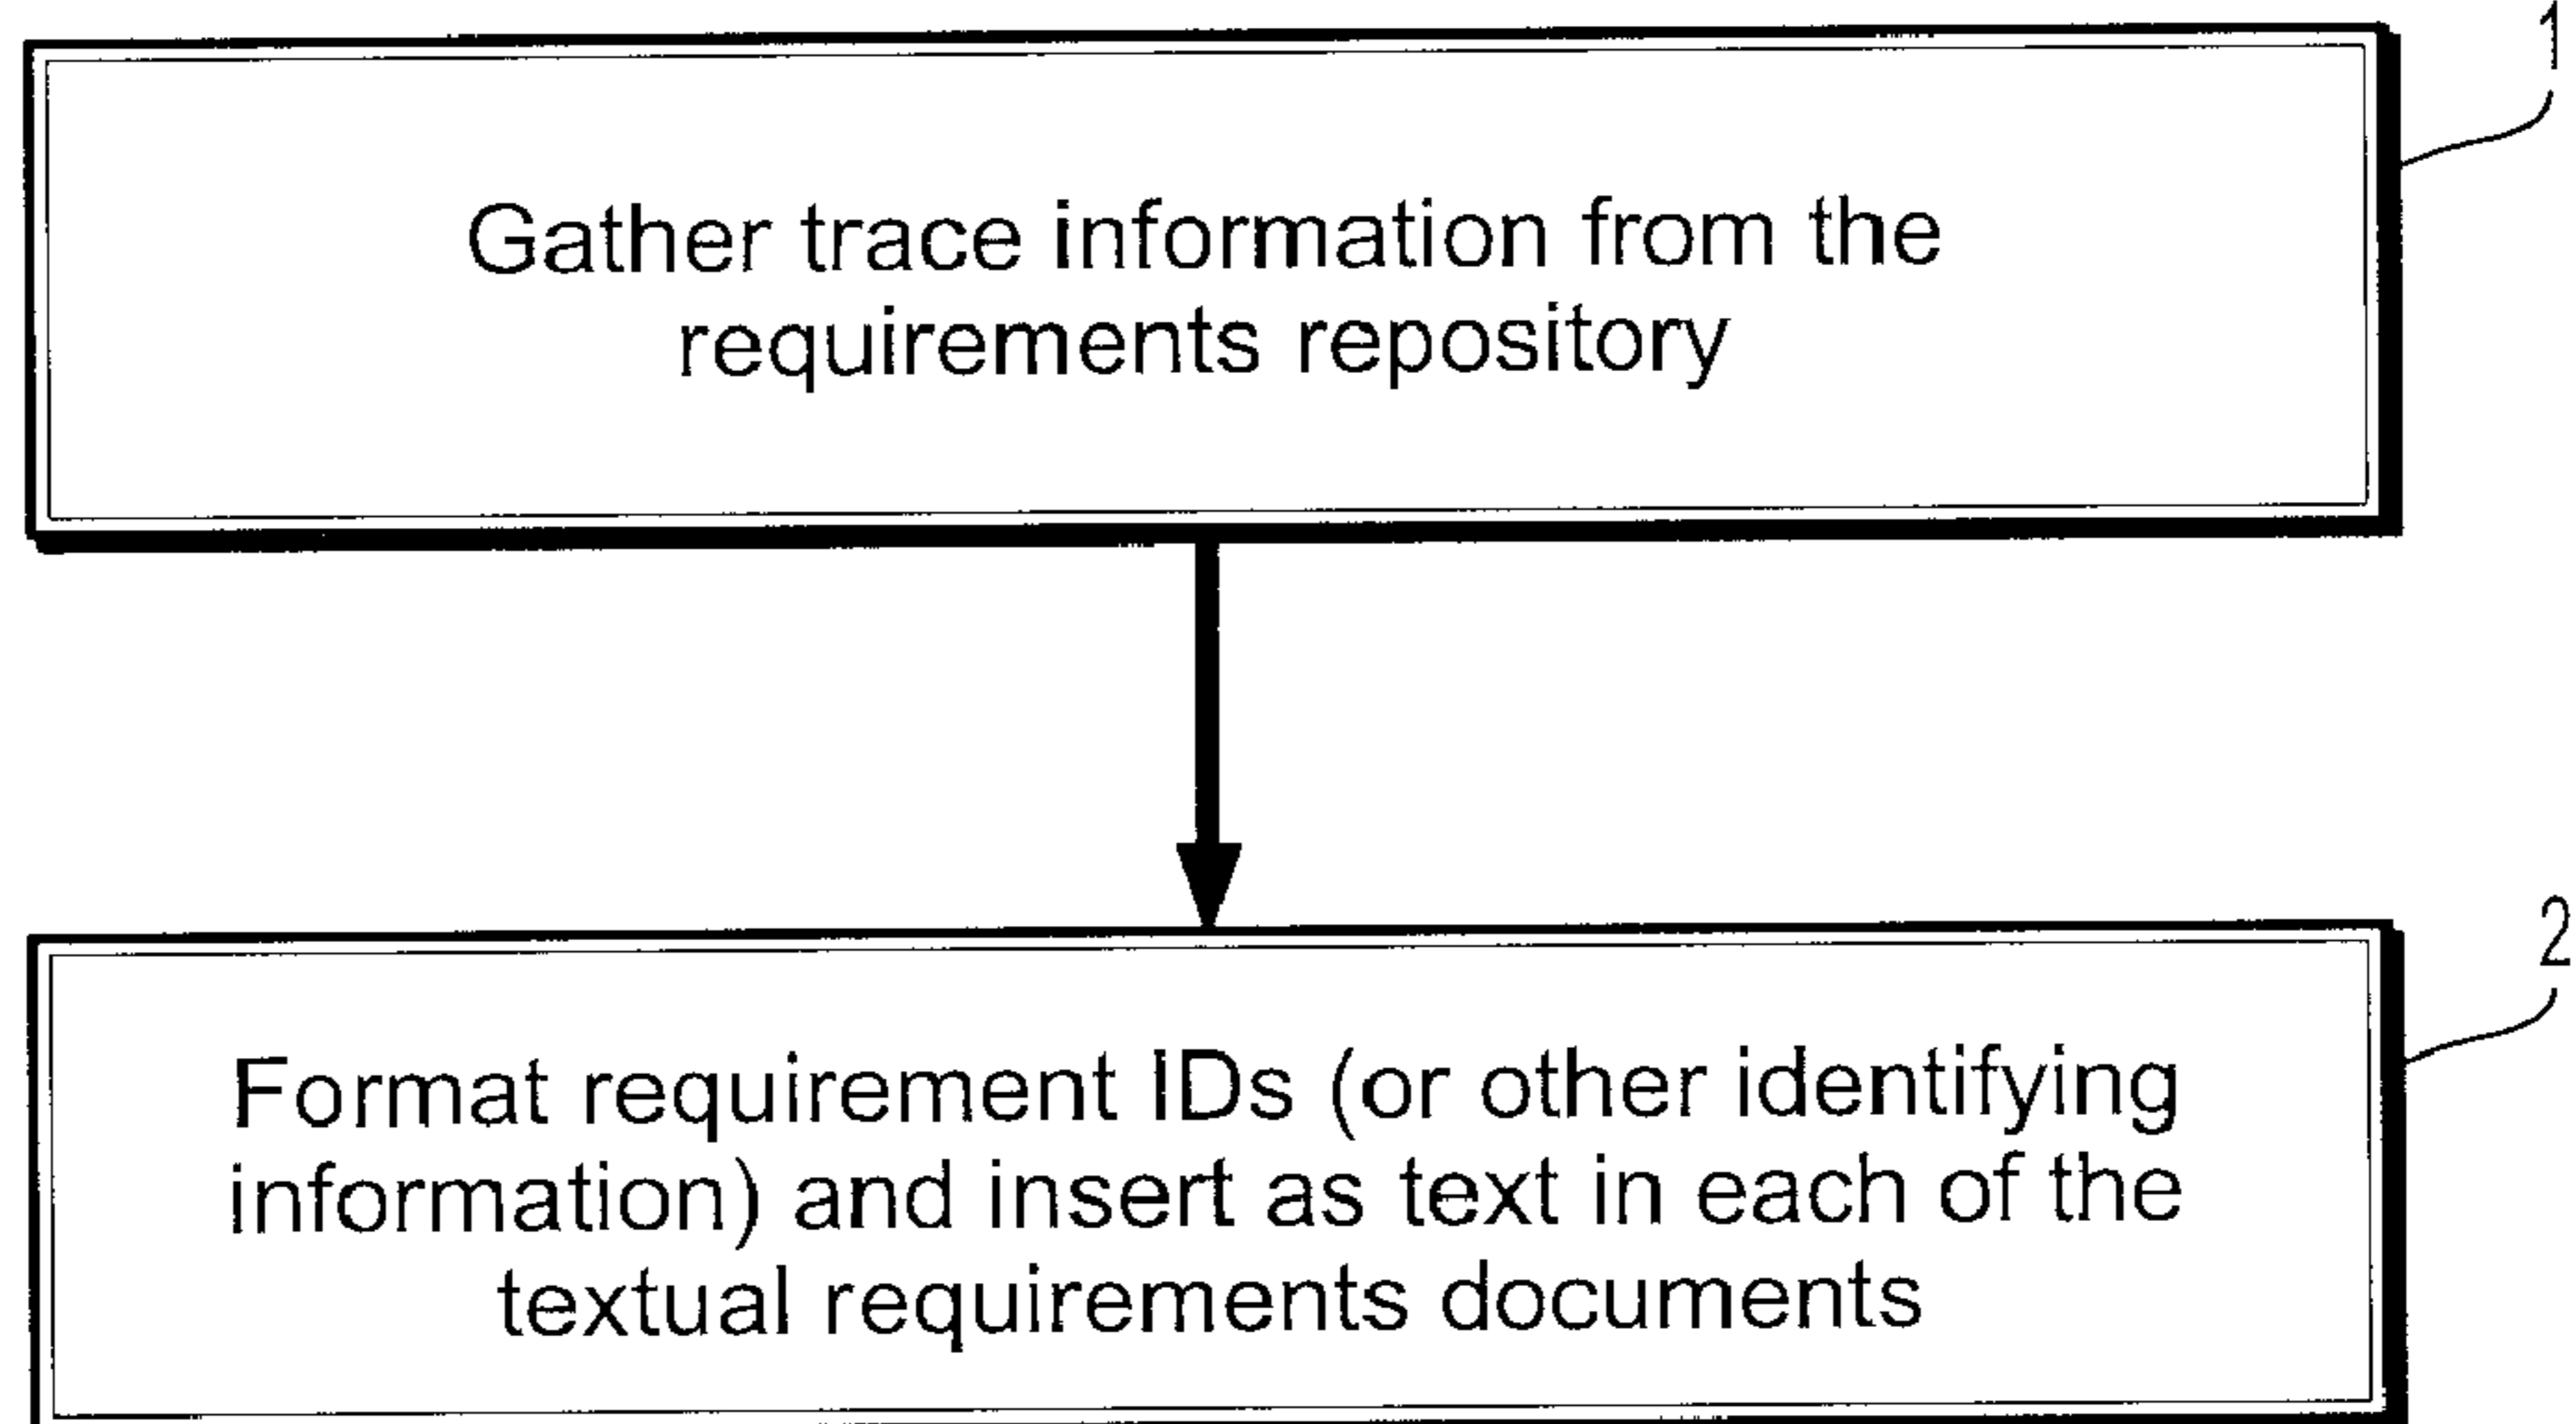 1
Gather trace information from the
requirements repository
2
Format requirement IDs (or other identifying
information) and insert as text in each of the
textual requirements documents